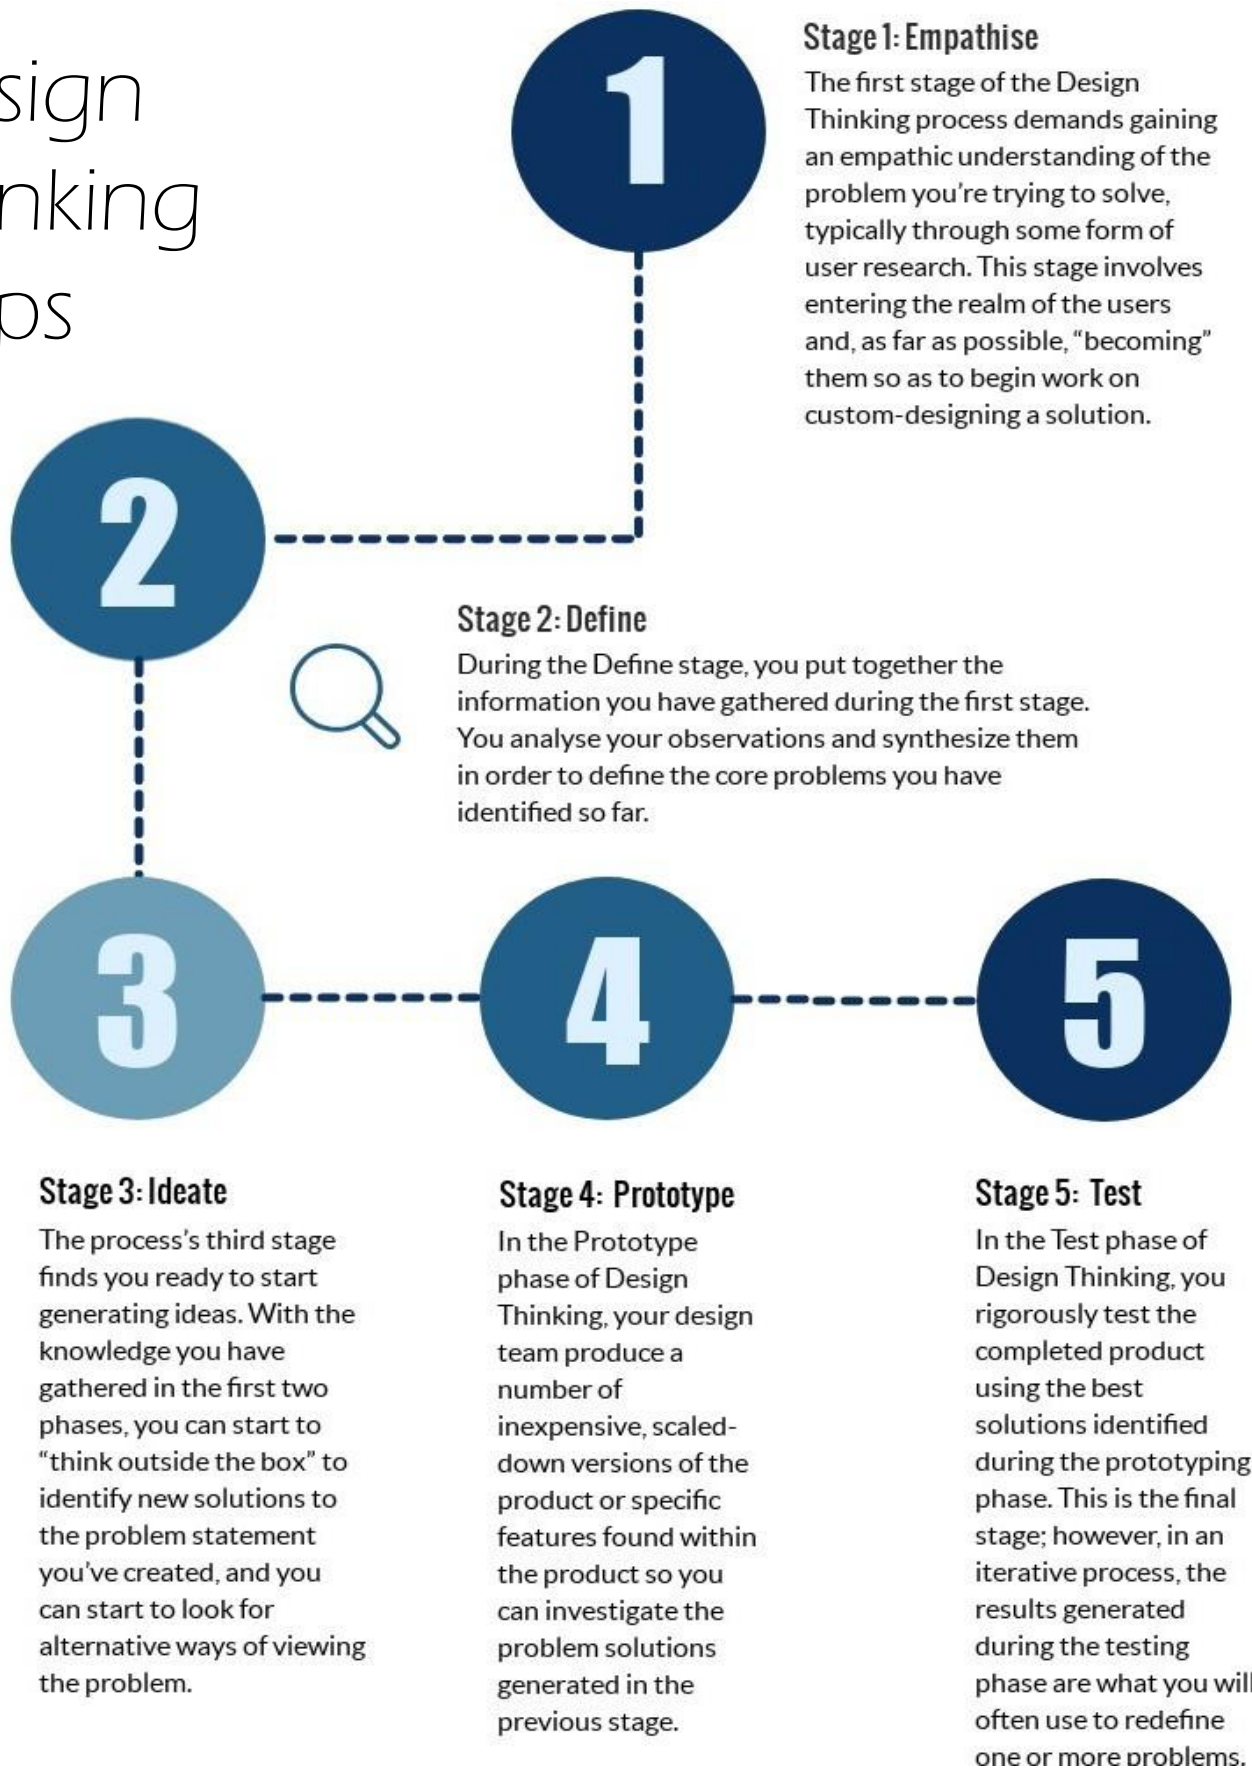 sign
nking
ps
1
Stage 1: Empathise
The first stage of the Design
Thinking process demands gaining
an empathic understanding of the
problem you're trying to solve,
typically through some form of
user research. This stage involves
entering the realm of the users
and, as far as possible, “becoming”
them so as to begin work on
custom-designing a solution.
2
Stage 2: Define
During the Define stage, you put together the
information you have gathered during the first stage.
You analyse your observations and synthesize them
in order to define the core problems you have
identified so far.
3
4
5
Stage 3: Ideate
The process's third stage
finds you ready to start
generating ideas. With the
knowledge you have
gathered in the first two
phases, you can start to
“think outside the box” to
identify new solutions to
the problem statement
you've created, and you
can start to look for
alternative ways of viewing
the problem.
Stage 4: Prototype
In the Prototype
phase of Design
Thinking, your design
team produce a
number of
inexpensive, scaled-
down versions of the
product or specific
features found within
the product so you
can investigate the
problem solutions
generated in the
previous stage.
Stage 5: Test
In the Test phase of
Design Thinking, you
rigorously test the
completed product
using the best
solutions identified
during the prototyping
phase. This is the final
stage; however, in an
iterative process, the
results generated
during the testing
phase are what you will
often use to redefine
one or more problems.